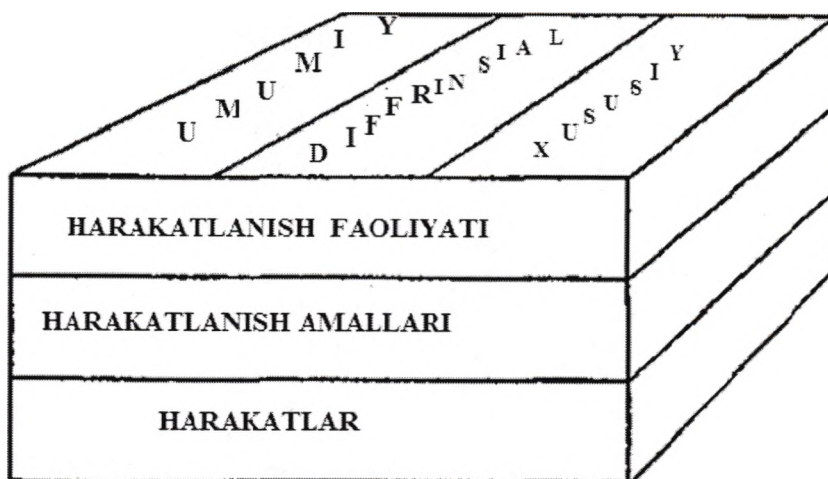 UMUMIY
DIFFRINSIAL
XUSUSIY
HARAKATLANISH FAOLIYATI
HARAKATLANISH AMALLARI
HARAKATLAR